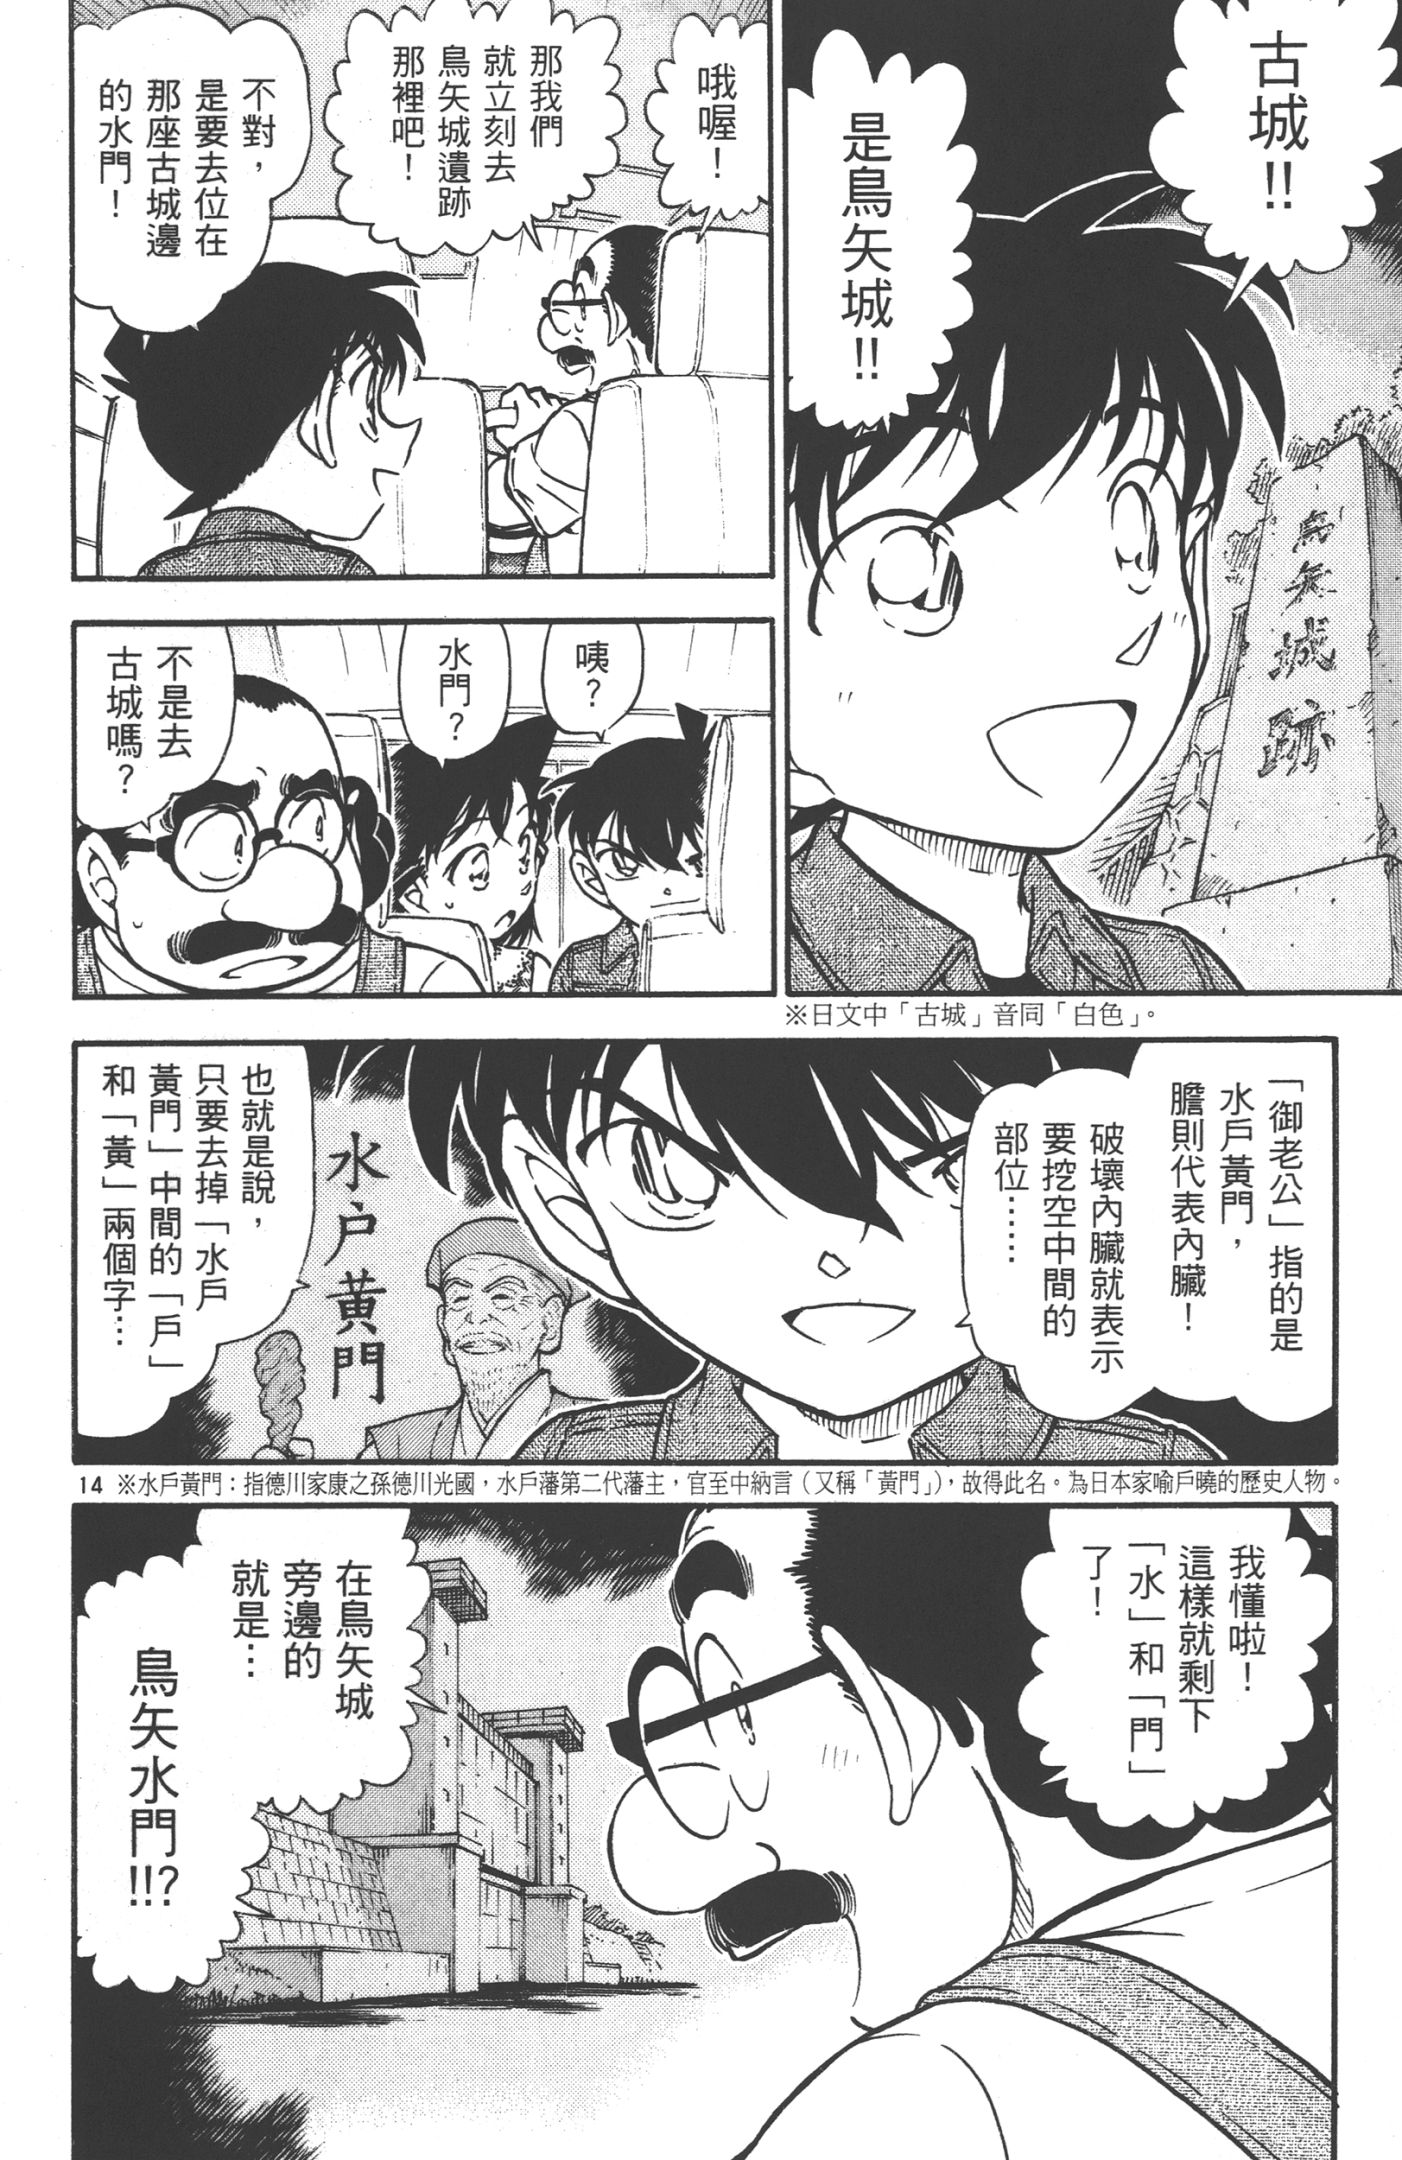 古城!!
是鳥矢城!!
鳥矢城跡
※日文中「古城」音同「白色」。
哦喔!
那我們
就立刻去
鳥矢城遺跡
那裡吧!
不對,
是要去位在
那座古城邊
的水門!
咦?
水門?
不是去
古城嗎?
「御老公」指的是
水戶黃門,
膽則代表內臟!
破壞內臟就表示
要挖空中間的
部位……
水戸黄門
也就是說,
只要去掉「水戶
黃門」中間的「戶」
和「黃」兩個字…
14
※水戶黃門:指德川家康之孫德川光國,水戶藩第二代藩主,官至中納言(又稱「黃門」),故得此名。為日本家喻戶曉的歷史人物。
我懂啦!
這樣就剩下
「水」和「門」
了!
在鳥矢城
旁邊的
就是…
鳥矢水門!!?